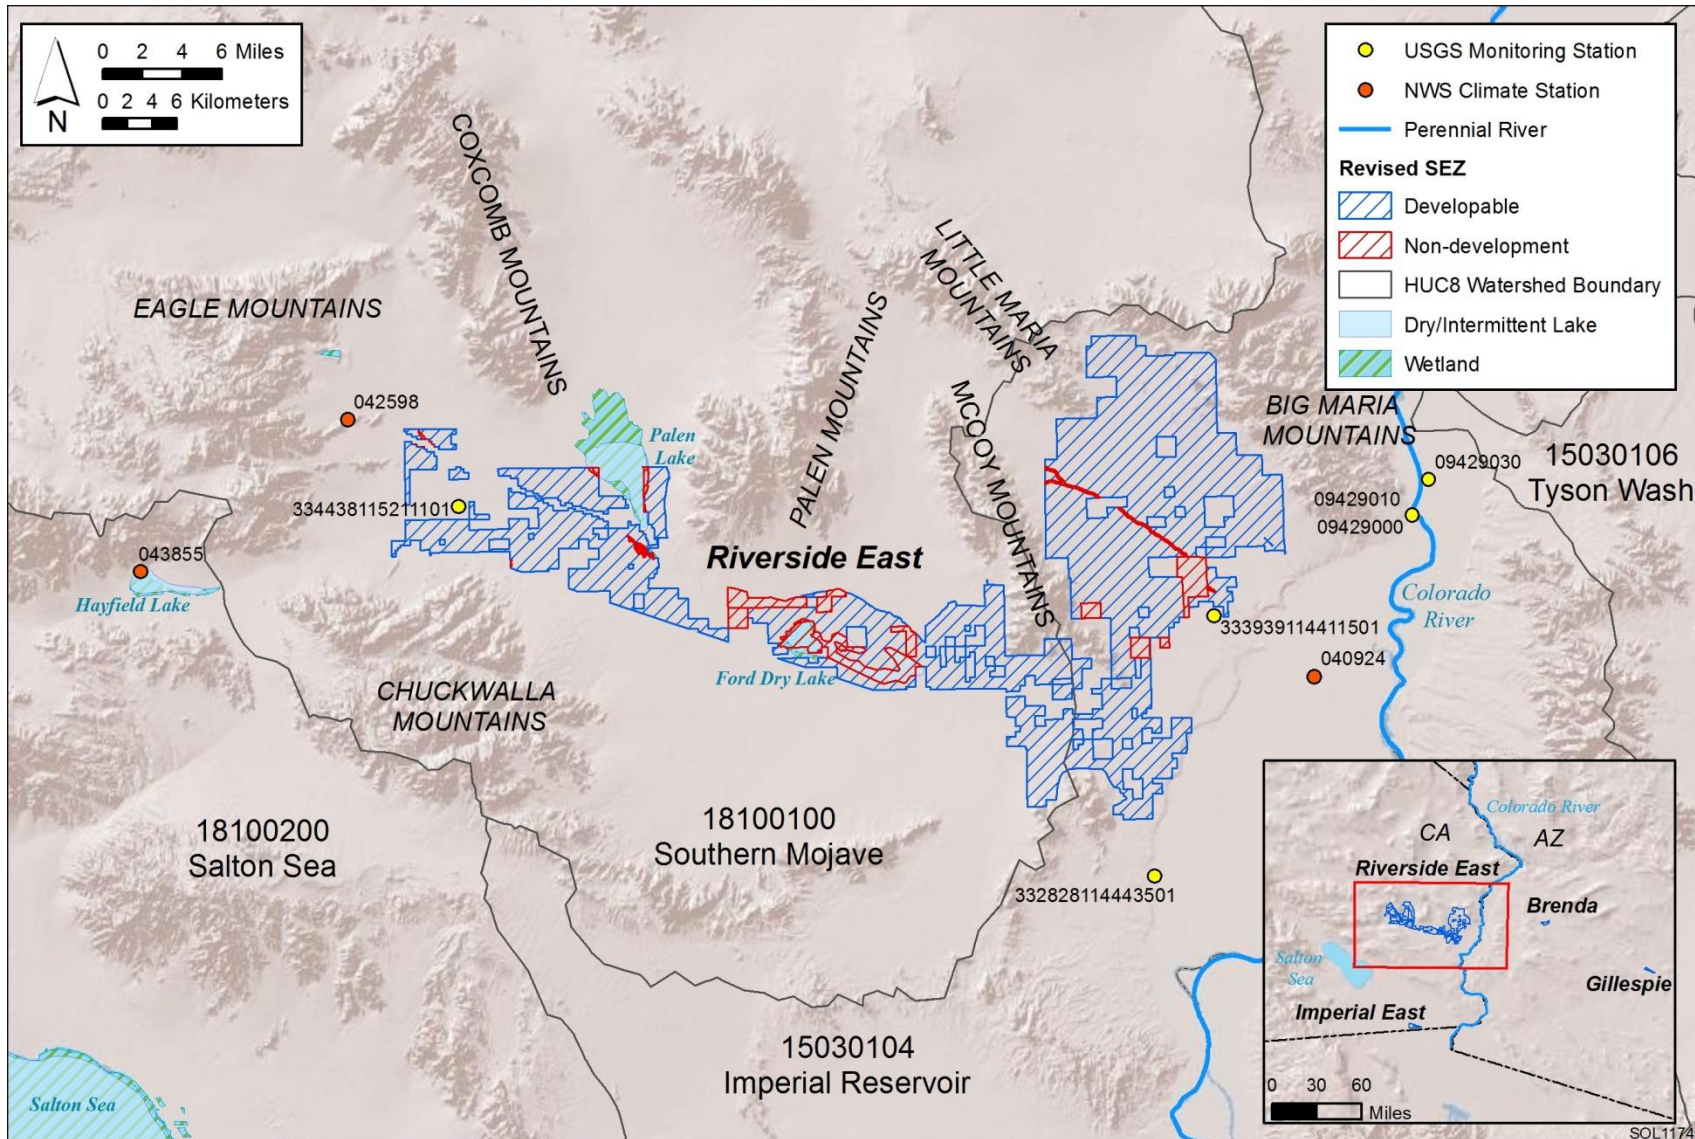 0 2 4 6 Miles
0 2 4 6 Kilometers
N
USGS Monitoring Station
NWS Climate Station
Perennial River
Revised SEZ
Developable
Non-development
HUC8 Watershed Boundary
Dry/Intermittent Lake
Wetland
COXCOMB MOUNTAINS
EAGLE MOUNTAINS
LITTLE MARIA
MOUNTAINS
PALEN MOUNTAINS
MCCOY MOUNTAINS
BIG MARIA
MOUNTAINS
042598
Palen
Lake
334438115211101
09429030
09429010
09429000
15030106
Tyson Wash
043855
Hayfield Lake
Riverside East
Colorado
River
333939114411501
040924
Ford Dry Lake
CHUCKWALLA
MOUNTAINS
18100200
Salton Sea
18100100
Southern Mojave
332828114443501
15030104
Imperial Reservoir
Salton Sea
Colorado River
CA
AZ
Riverside East
Brenda
Salton
Sea
Gillespie
Imperial East
0 30 60
Miles
SOL1174